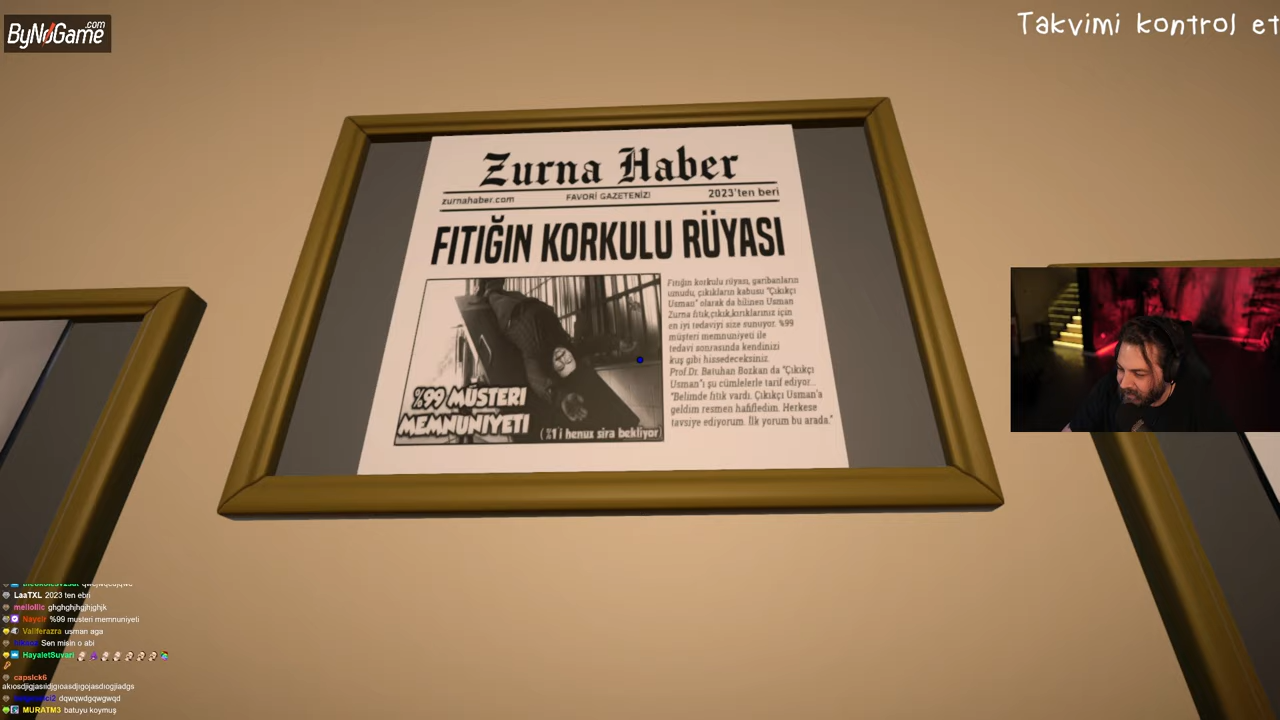 ByNoGame.com
Takvimi kontrol et
Zurna Haber
zurnahaber.com
FAVORİ GAZETENİZİ
2023'ten beri
FITIĞIN KORKULU RÜYASI
Fıtığın korkulu rüyası, garibanların
umudu, çıkıkların kabusu "Çıkıkçı
Usman" olarak da bilinen Usman
Zurna fıtık,çıkık,kırıklarınız için
en iyi tedaviyi size sunuyor. %99
müşteri memnuniyeti ile
tedavi sonrasında kendinizi
kuş gibi hissedeceksiniz.
Prof.Dr. Batuhan Bozkan da "Çıkıkçı
Usman"ı şu cümlelerle tarif ediyor...
"Belimde fıtık vardı. Çıkıkçı Usman'a
geldim resmen hafifledim. Herkese
tavsiye ediyorum. İlk yorum bu arada."
%99 MÜŞTERİ
MEMNUNİYETİ
(%1'i henüz sıra bekliyor)
LaaTXL 2023 ten ebri
meilollic ghghghjhgjhjghjk
Naycir %99 musteri memnuniyeti
Valiferazra usman aga
Sen misin o abi
HayaletSuvari
capslck6
dqwqwdgqwgwqd
MURATM3 batuyu koymuş